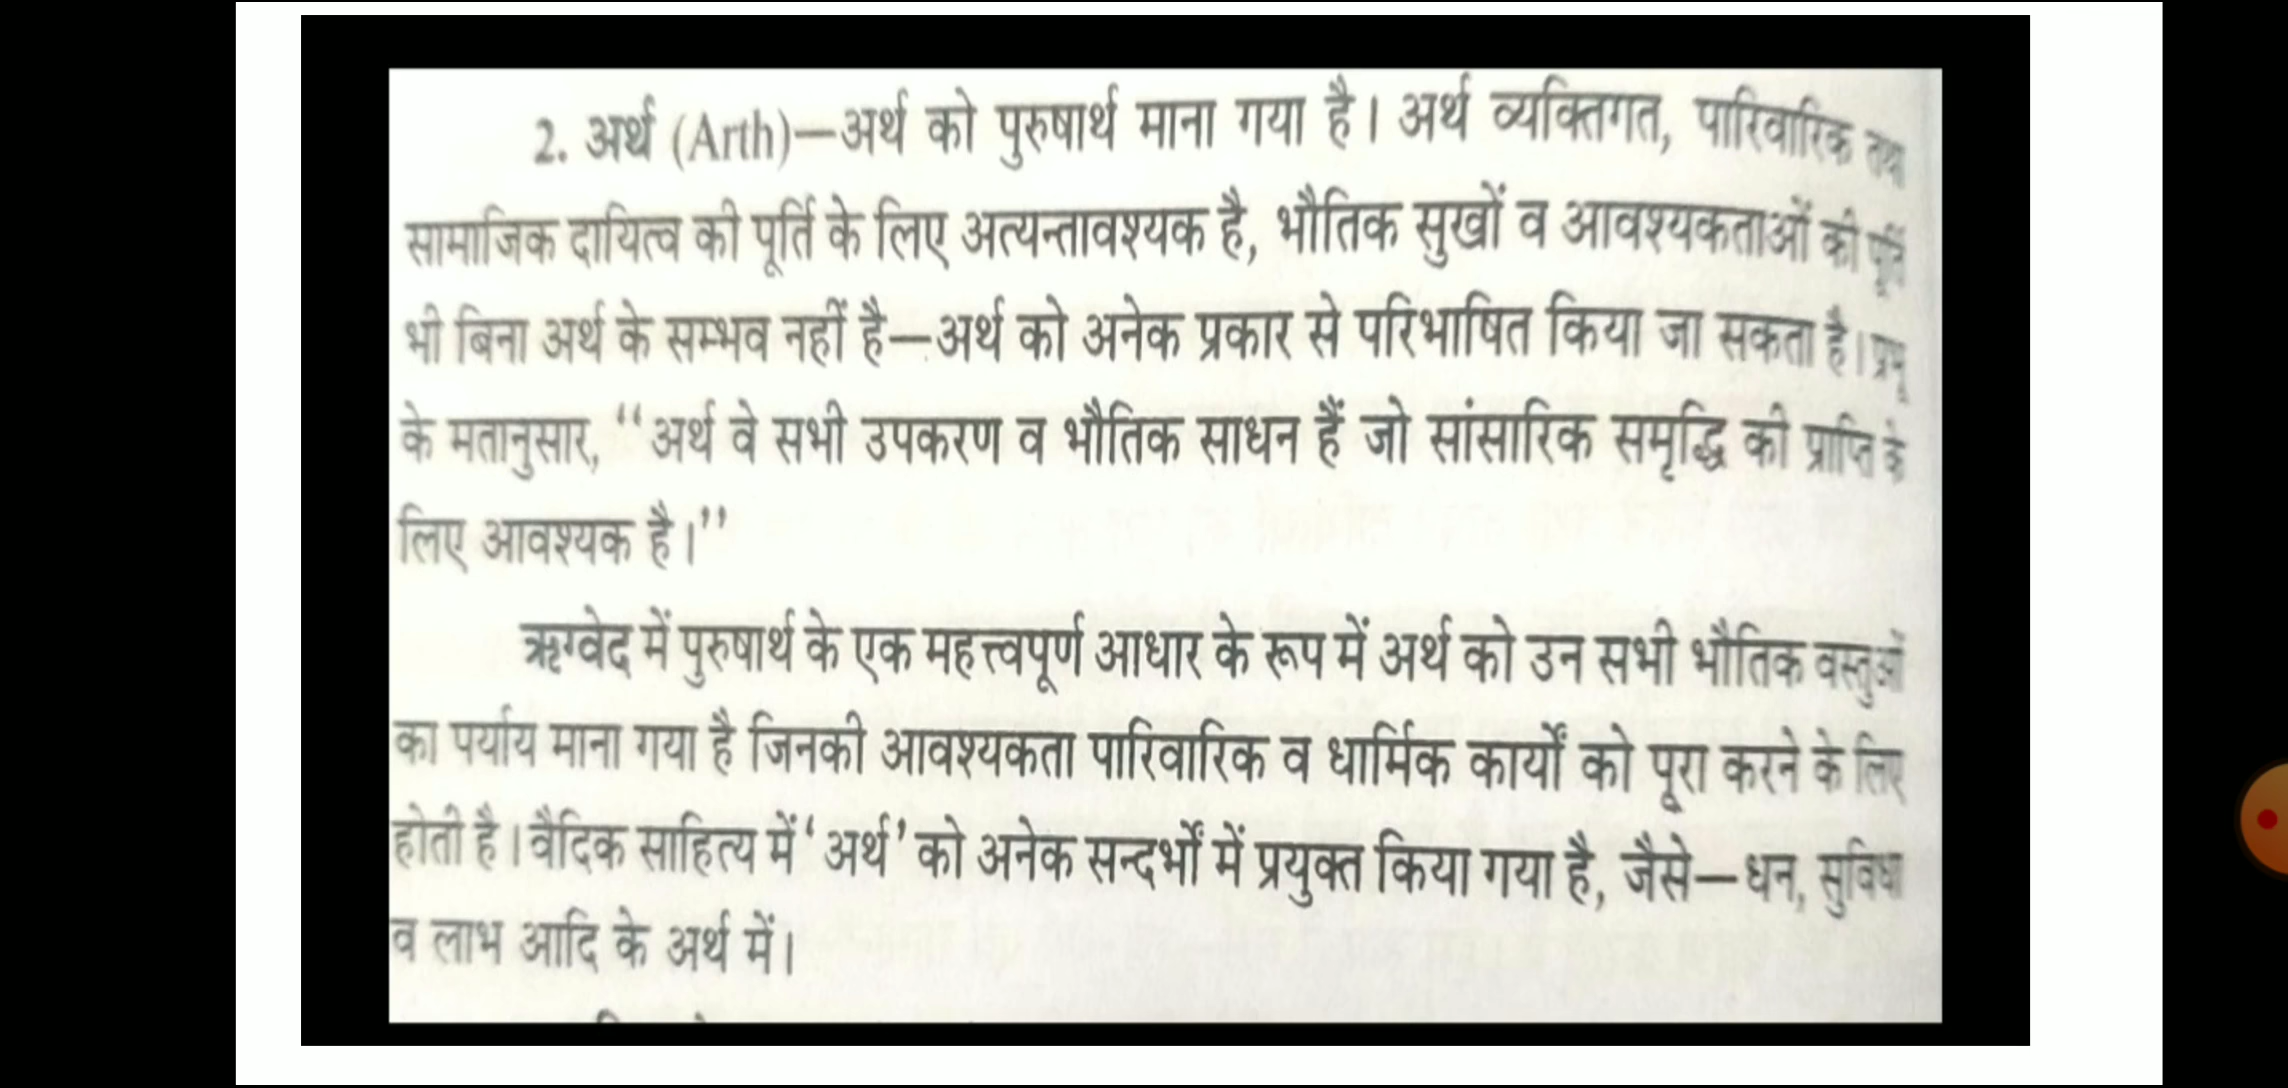 2. अर्थ (Arth)—अर्थ को पुरुषार्थ माना गया है। अर्थ व्यक्तिगत, पारिवारिक तथा
सामाजिक दायित्व की पूर्ति के लिए अत्यन्तावश्यक है, भौतिक सुखों व आवश्यकताओं की पूर्ति
भी बिना अर्थ के सम्भव नहीं है—अर्थ को अनेक प्रकार से परिभाषित किया जा सकता है।
के मतानुसार, “अर्थ वे सभी उपकरण व भौतिक साधन हैं जो सांसारिक समृद्धि की प्राप्ति के
लिए आवश्यक है।”
ऋग्वेद में पुरुषार्थ के एक महत्त्वपूर्ण आधार के रूप में अर्थ को उन सभी भौतिक वस्तुओं
का पर्याय माना गया है जिनकी आवश्यकता पारिवारिक व धार्मिक कार्यों को पूरा करने के लिए
होती है। वैदिक साहित्य में ‘अर्थ’ को अनेक सन्दर्भों में प्रयुक्त किया गया है, जैसे—धन, सुविधा
व लाभ आदि के अर्थ में।